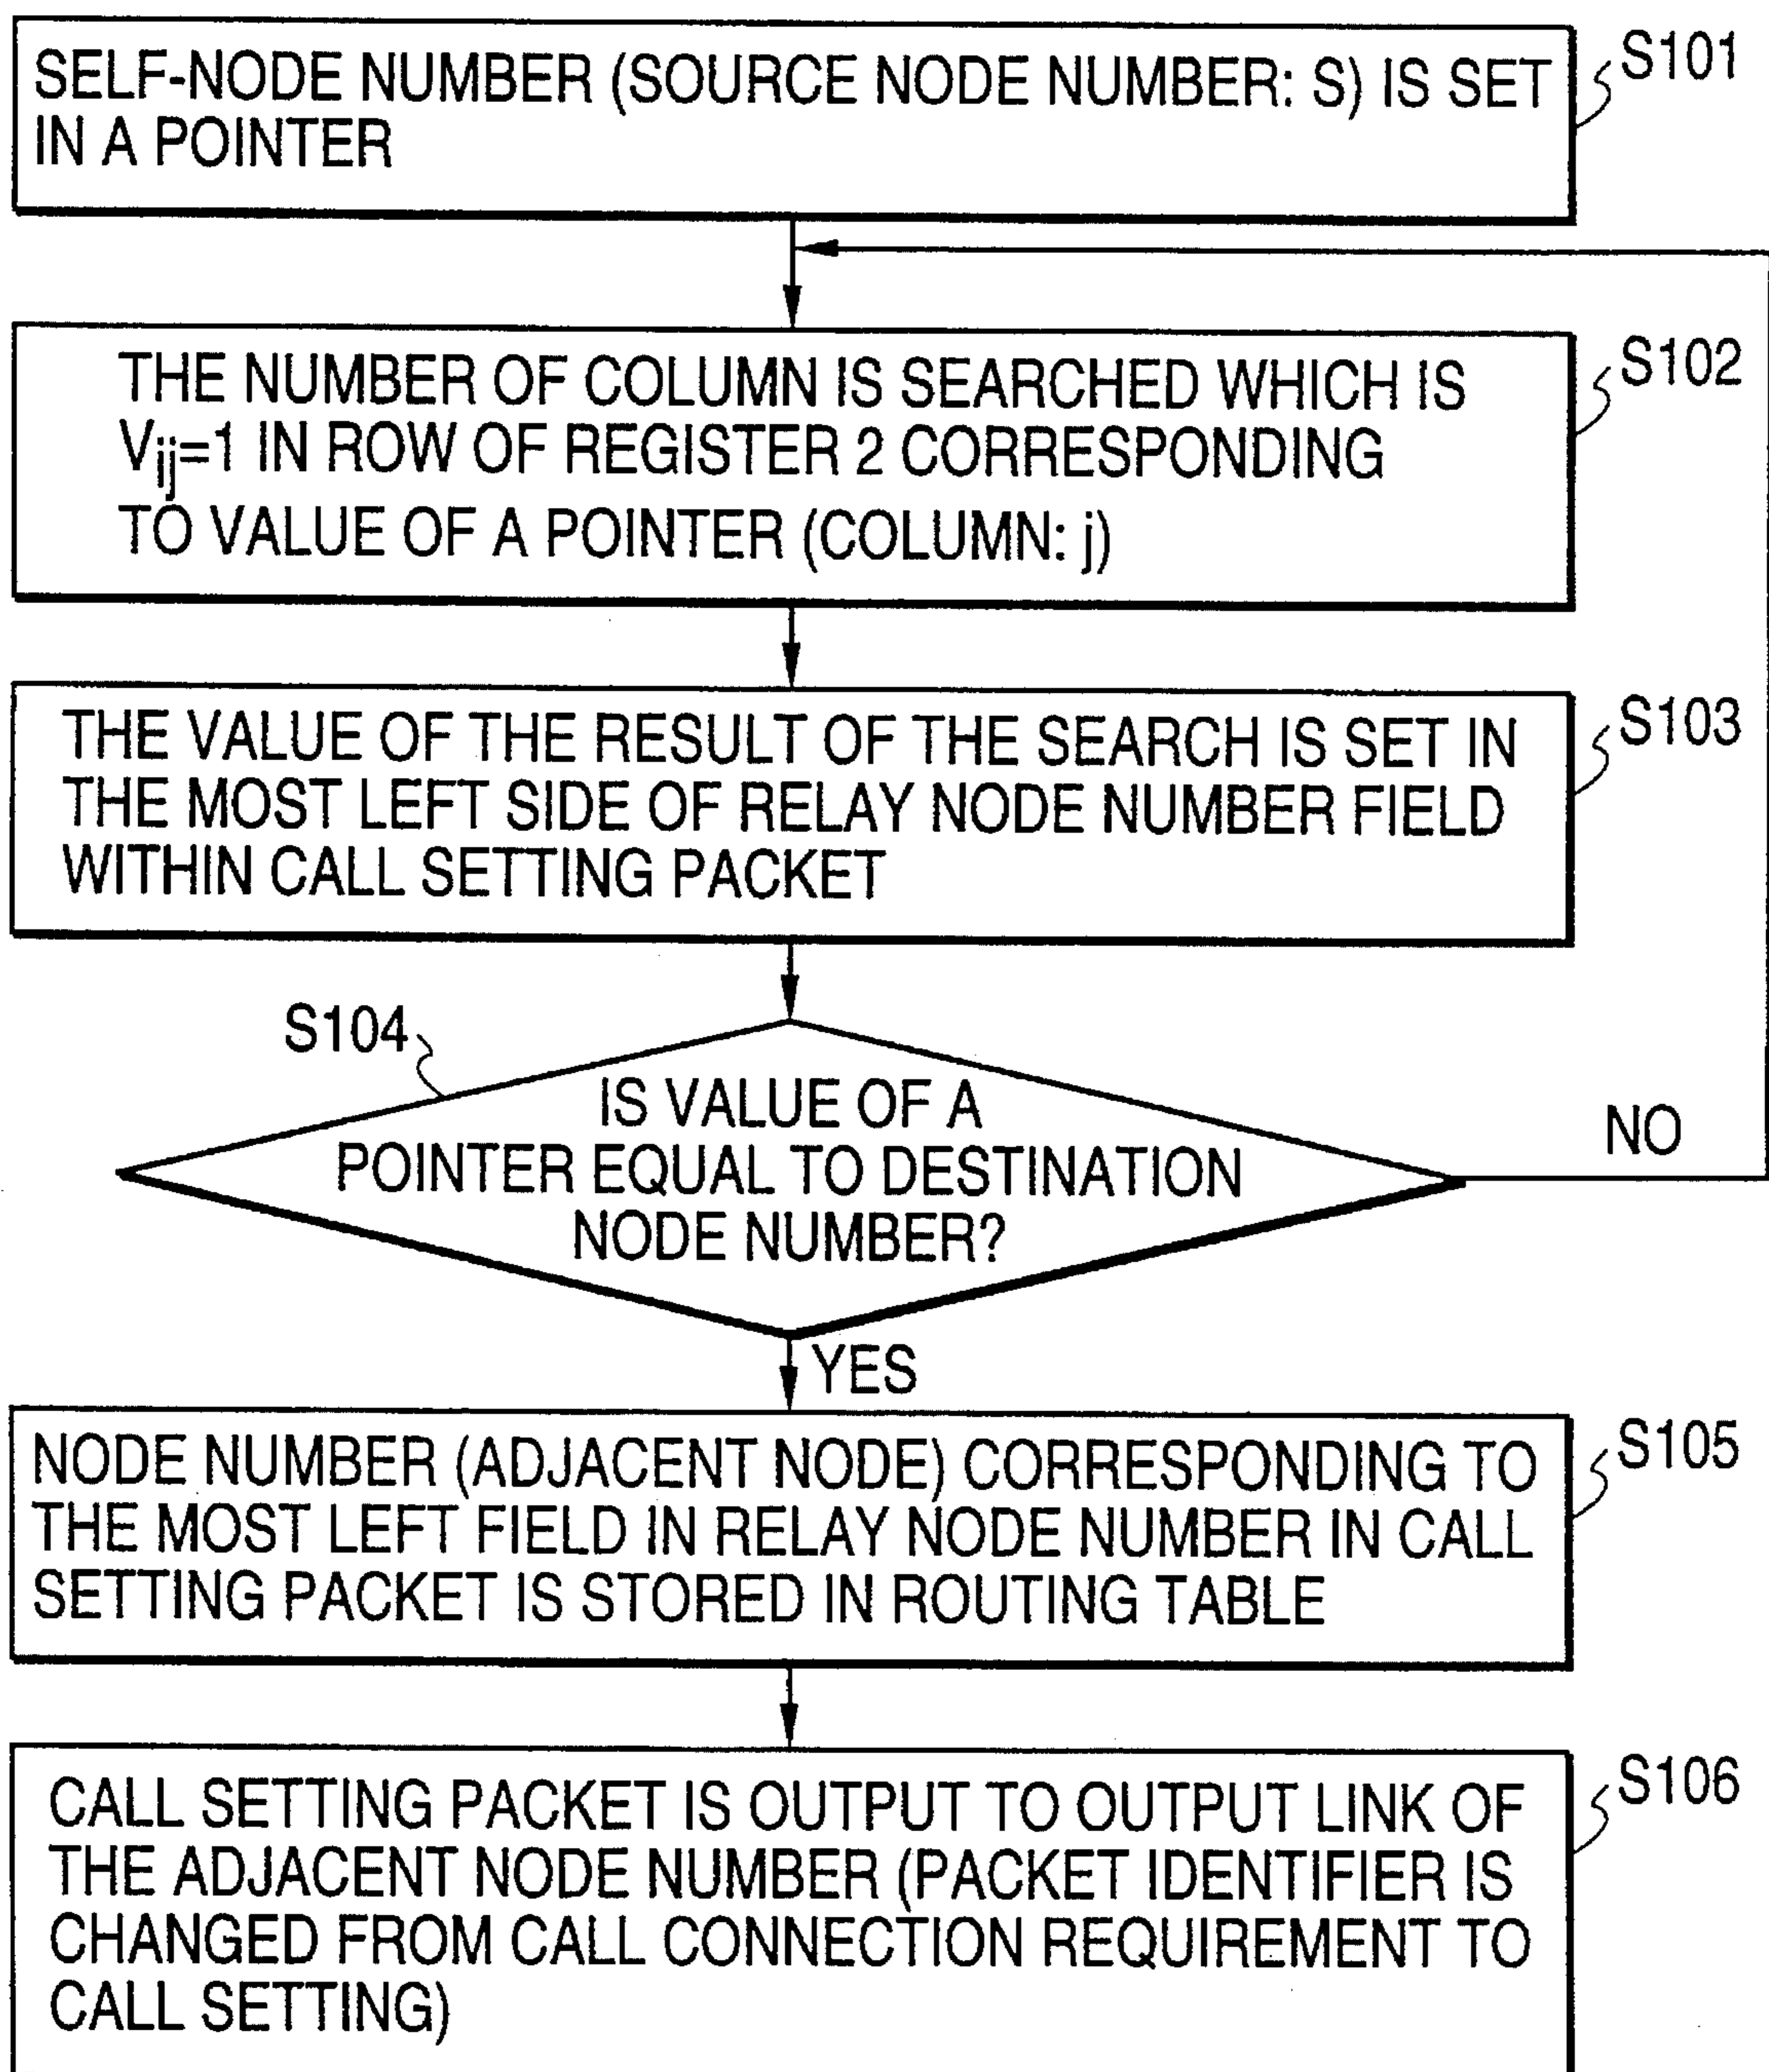 SELF-NODE NUMBER (SOURCE NODE NUMBER: S) IS SET
IN A POINTER
S101
THE NUMBER OF COLUMN IS SEARCHED WHICH IS
Vij=1 IN ROW OF REGISTER 2 CORRESPONDING
TO VALUE OF A POINTER (COLUMN: j)
S102
THE VALUE OF THE RESULT OF THE SEARCH IS SET IN
THE MOST LEFT SIDE OF RELAY NODE NUMBER FIELD
WITHIN CALL SETTING PACKET
S103
S104
IS VALUE OF A
POINTER EQUAL TO DESTINATION
NODE NUMBER?
NO
YES
NODE NUMBER (ADJACENT NODE) CORRESPONDING TO
THE MOST LEFT FIELD IN RELAY NODE NUMBER IN CALL
SETTING PACKET IS STORED IN ROUTING TABLE
S105
CALL SETTING PACKET IS OUTPUT TO OUTPUT LINK OF
THE ADJACENT NODE NUMBER (PACKET IDENTIFIER IS
CHANGED FROM CALL CONNECTION REQUIREMENT TO
CALL SETTING)
S106